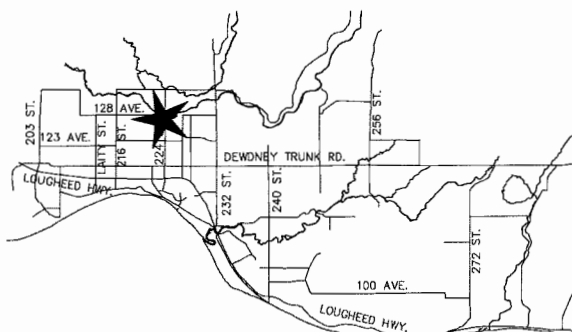 128 AVE.
203 ST.
123 AVE.
LAITY ST.
216 ST.
224
256 ST.
DEWDNEY TRUNK RD.
LOUGHEED HWY.
232 ST.
240 ST.
272 ST.
100 AVE.
LOUGHEED HWY.